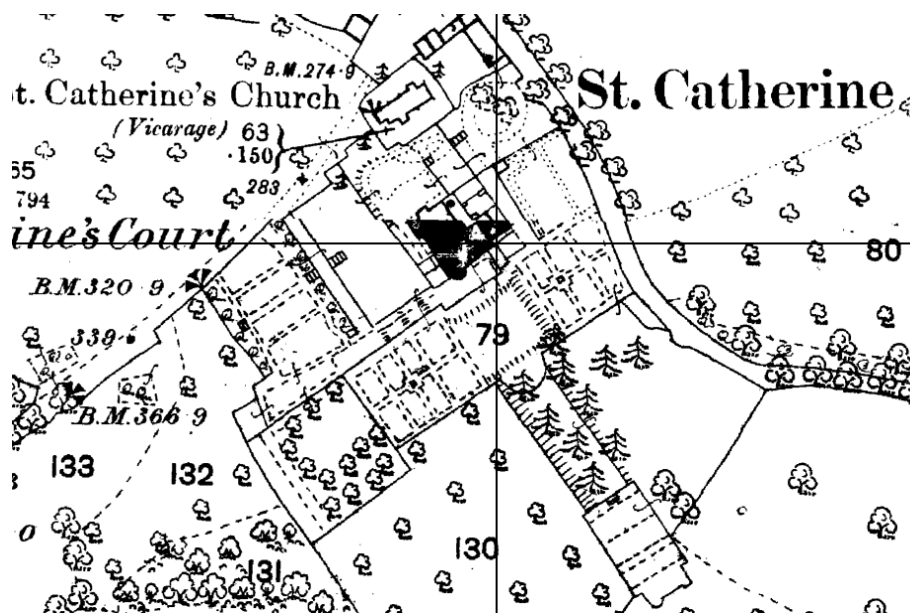 B.M.274·9
St. Catherine
t. Catherine's Church
(Vicarage) 63
·150
283
65
794
ine's Court
80
B.M.320·9
339
79
B.M.366·9
133
132
130
131
0